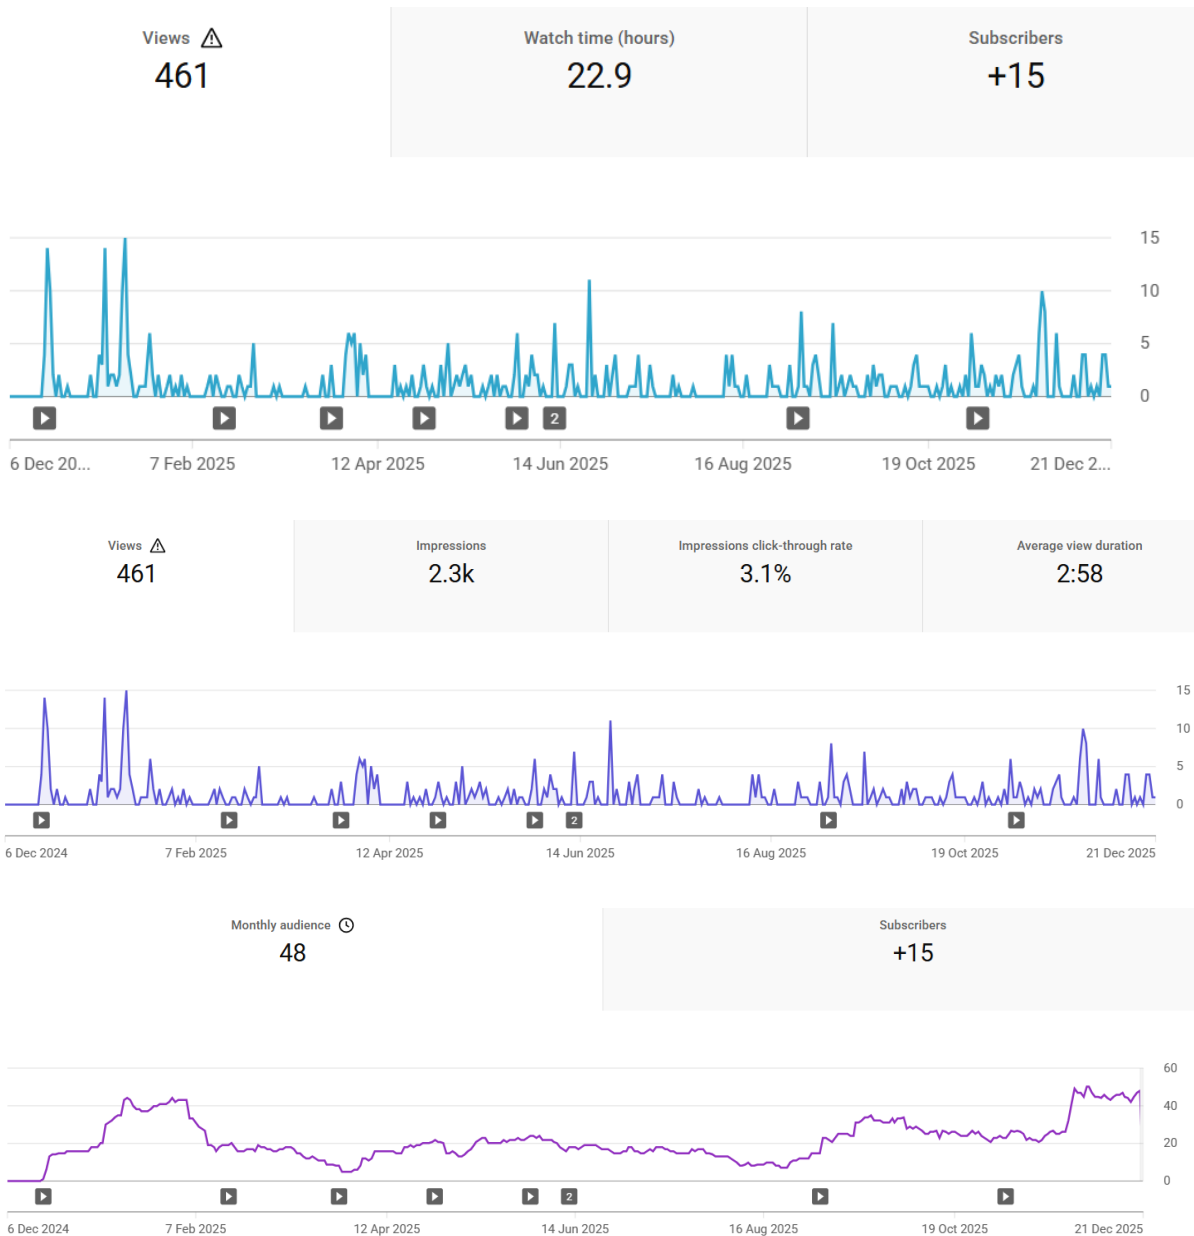 Views Watch time (hours) Subscribers
461 22.9 +15
15
10
5
0
2
6 Dec 20... 7 Feb 2025 12 Apr 2025 14 Jun 2025 16 Aug 2025 19 Oct 2025 21 Dec 2...
Views Impressions Impressions click-through rate Average view duration
461 2.3k 3.1% 2:58
15
10
5
0
2
6 Dec 2024 7 Feb 2025 12 Apr 2025 14 Jun 2025 16 Aug 2025 19 Oct 2025 21 Dec 2025
Monthly audience Subscribers
48 +15
60
40
20
0
2
6 Dec 2024 7 Feb 2025 12 Apr 2025 14 Jun 2025 16 Aug 2025 19 Oct 2025 21 Dec 2025